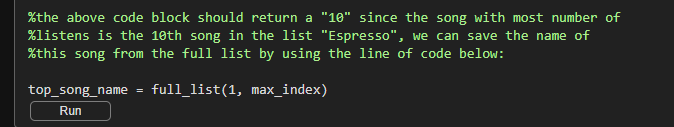 %the above code block should return a "10" since the song with most number of
%listens is the 10th song in the list "Espresso", we can save the name of
%this song from the full list by using the line of code below:
top_song_name = full_list(1, max_index)
Run